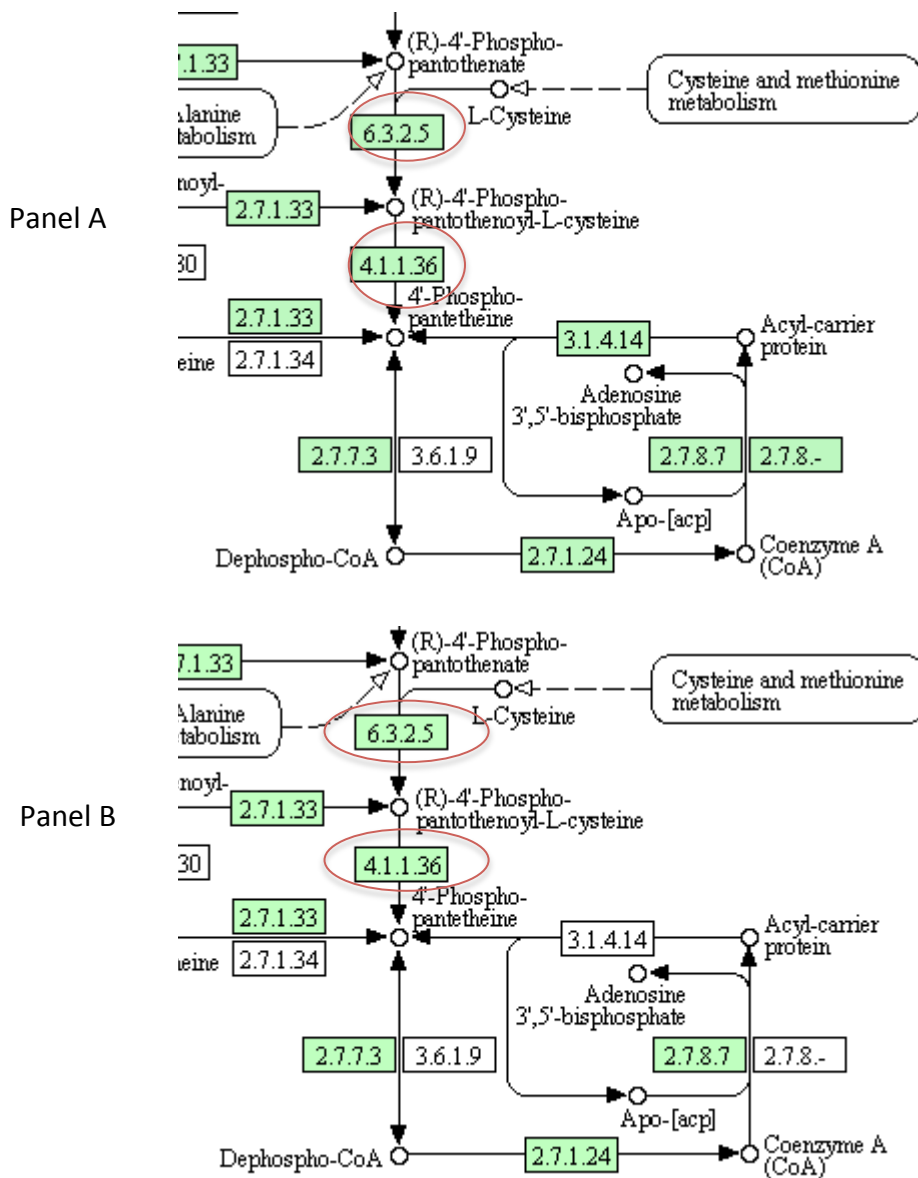 (R)-4'-Phospho-
pantothenate
7.1.33
Cysteine and methionine
metabolism
L-Cysteine
Alanine
tabolism
6.3.2.5
noyl-
2.7.1.33
(R)-4'-Phospho-
pantothenoyl-L-cysteine
Panel A
30
4.1.1.36
4'-Phospho-
pantetheine
2.7.1.33
eine
2.7.1.34
3.1.4.14
Acyl-carrier
protein
Adenosine
3',5'-bisphosphate
2.7.7.3
3.6.1.9
2.7.8.7
2.7.8.-
Apo-[acp]
Dephospho-CoA
2.7.1.24
Coenzyme A
(CoA)
(R)-4'-Phospho-
pantothenate
7.1.33
Cysteine and methionine
metabolism
L-Cysteine
Alanine
etabolism
6.3.2.5
enoyl-
2.7.1.33
(R)-4'-Phospho-
pantothenoyl-L-cysteine
Panel B
30
4.1.1.36
4'-Phospho-
pantetheine
2.7.1.33
heine
2.7.1.34
3.1.4.14
Acyl-carrier
protein
Adenosine
3',5'-bisphosphate
2.7.7.3
3.6.1.9
2.7.8.7
2.7.8.-
Apo-[acp]
Dephospho-CoA
2.7.1.24
Coenzyme A
(CoA)